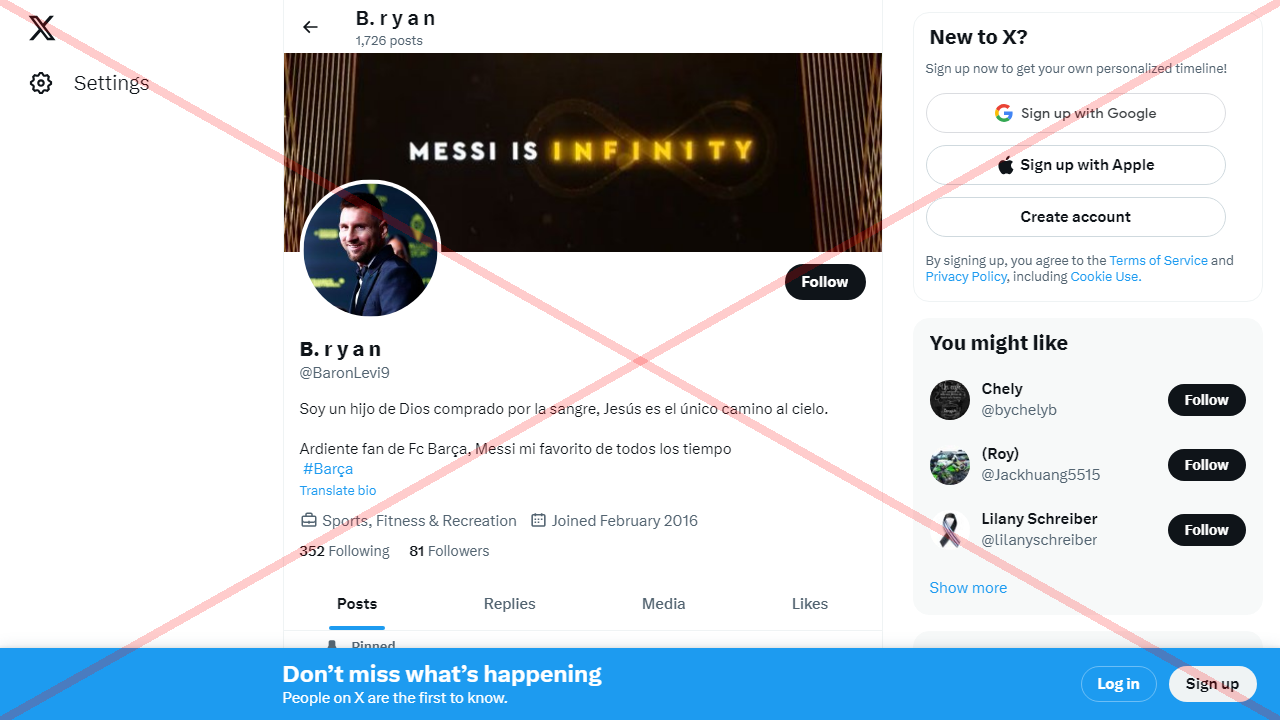 Settings
B. r y a n
1,726 posts
MESSI IS INFINITY
Follow
B. r y a n
@BaronLevi9
Soy un hijo de Dios comprado por la sangre, Jesús es el único camino al cielo.
Ardiente fan de Fc Barça, Messi mi favorito de todos los tiempo
#Barça
Translate bio
Sports, Fitness & Recreation Joined February 2016
352 Following 81 Followers
Posts Replies Media Likes
Pinned
New to X?
Sign up now to get your own personalized timeline!
Sign up with Google
Sign up with Apple
Create account
By signing up, you agree to the Terms of Service and
Privacy Policy, including Cookie Use.
You might like
Chely
@bychelyb
Follow
(Roy)
@Jackhuang5515
Follow
Lilany Schreiber
@lilanyschreiber
Follow
Show more
Don’t miss what’s happening
People on X are the first to know.
Log in Sign up